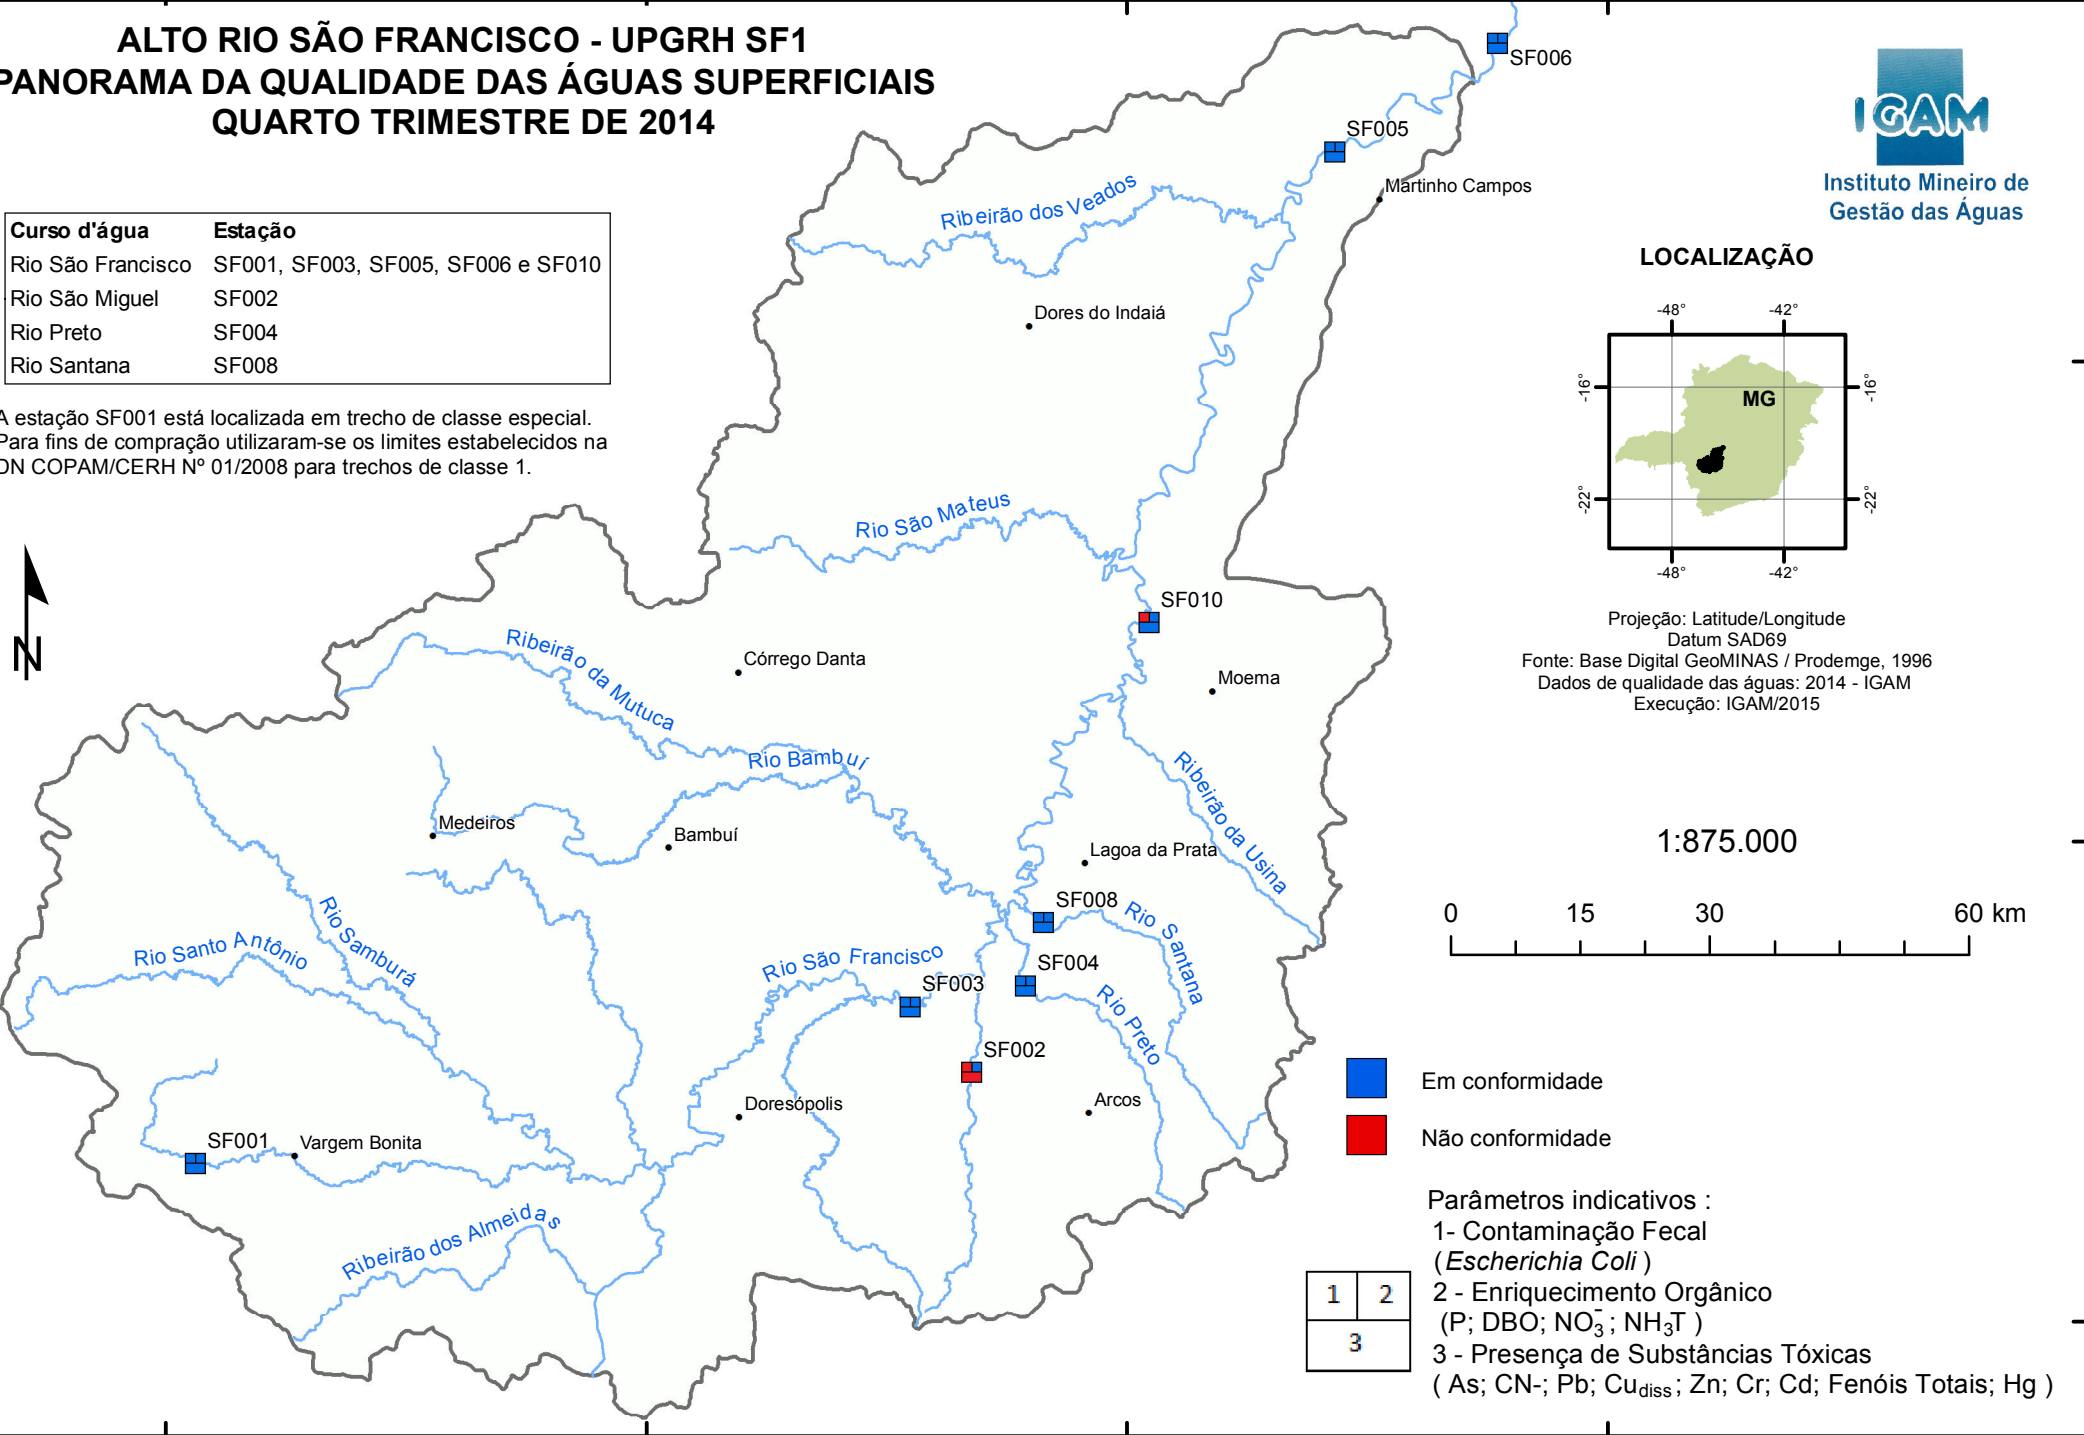 ALTO RIO SÃO FRANCISCO - UPGRH SF1
PANORAMA DA QUALIDADE DAS ÁGUAS SUPERFICIAIS
QUARTO TRIMESTRE DE 2014
Curso d'água Estação
Rio São Francisco SF001, SF003, SF005, SF006 e SF010
Rio São Miguel SF002
Rio Preto SF004
Rio Santana SF008
A estação SF001 está localizada em trecho de classe especial.
Para fins de compração utilizaram-se os limites estabelecidos na
DN COPAM/CERH Nº 01/2008 para trechos de classe 1.
N
SF006
SF005
Martinho Campos
Ribeirão dos Veados
Dores do Indaiá
Rio São Mateus
SF010
Ribeirão da Mutuca
Córrego Danta
Moema
Rio Bambuí
Ribeirão da Usina
Medeiros
Bambuí
Lagoa da Prata
SF008
Rio Santana
Rio Samburá
Rio Santo Antônio
Rio São Francisco
SF003
SF004
Rio Preto
SF002
Doresópolis
Arcos
SF001
Vargem Bonita
Ribeirão dos Almeidas
IGAM
Instituto Mineiro de
Gestão das Águas
LOCALIZAÇÃO
-48° -42°
-16° -16°
MG
-22° -22°
-48° -42°
Projeção: Latitude/Longitude
Datum SAD69
Fonte: Base Digital GeoMINAS / Prodemge, 1996
Dados de qualidade das águas: 2014 - IGAM
Execução: IGAM/2015
1:875.000
0 15 30 60 km
Em conformidade
Não conformidade
Parâmetros indicativos :
1- Contaminação Fecal
(Escherichia Coli )
2 - Enriquecimento Orgânico
(P; DBO; NO₃⁻; NH₃T )
3 - Presença de Substâncias Tóxicas
( As; CN-; Pb; Cudiss; Zn; Cr; Cd; Fenóis Totais; Hg )
1 2
3